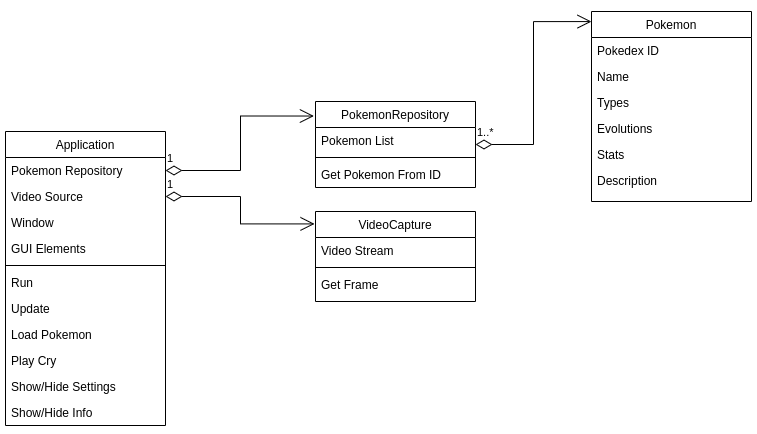 Application
Pokemon Repository
Video Source
Window
GUI Elements
Run
Update
Load Pokemon
Play Cry
Show/Hide Settings
Show/Hide Info
1
1
PokemonRepository
Pokemon List
Get Pokemon From ID
1..*
VideoCapture
Video Stream
Get Frame
Pokemon
Pokedex ID
Name
Types
Evolutions
Stats
Description